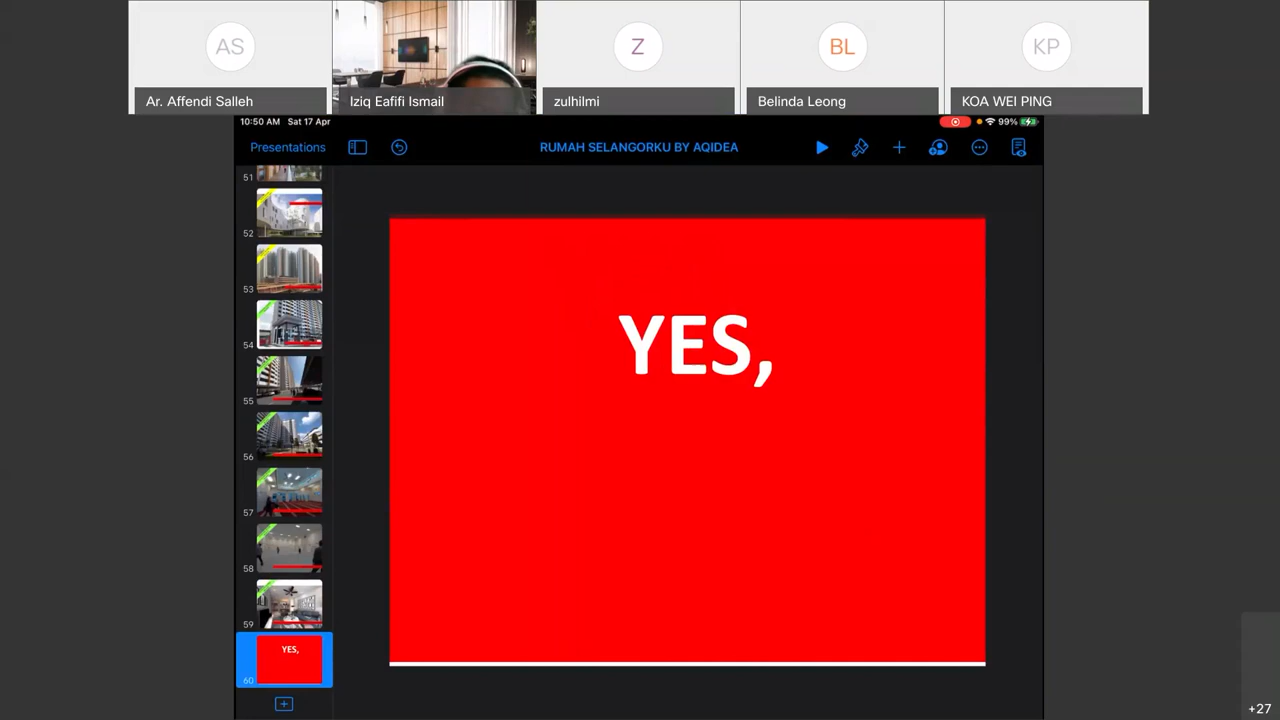 AS
Z
BL
KP
Ar. Affendi Salleh
Iziq Eafifi Ismail
zulhilmi
Belinda Leong
KOA WEI PING
10:50 AM Sat 17 Apr
99%
Presentations
RUMAH SELANGORKU BY AQIDEA
51
52
53
54
55
56
57
58
59
YES,
60
YES,
+27